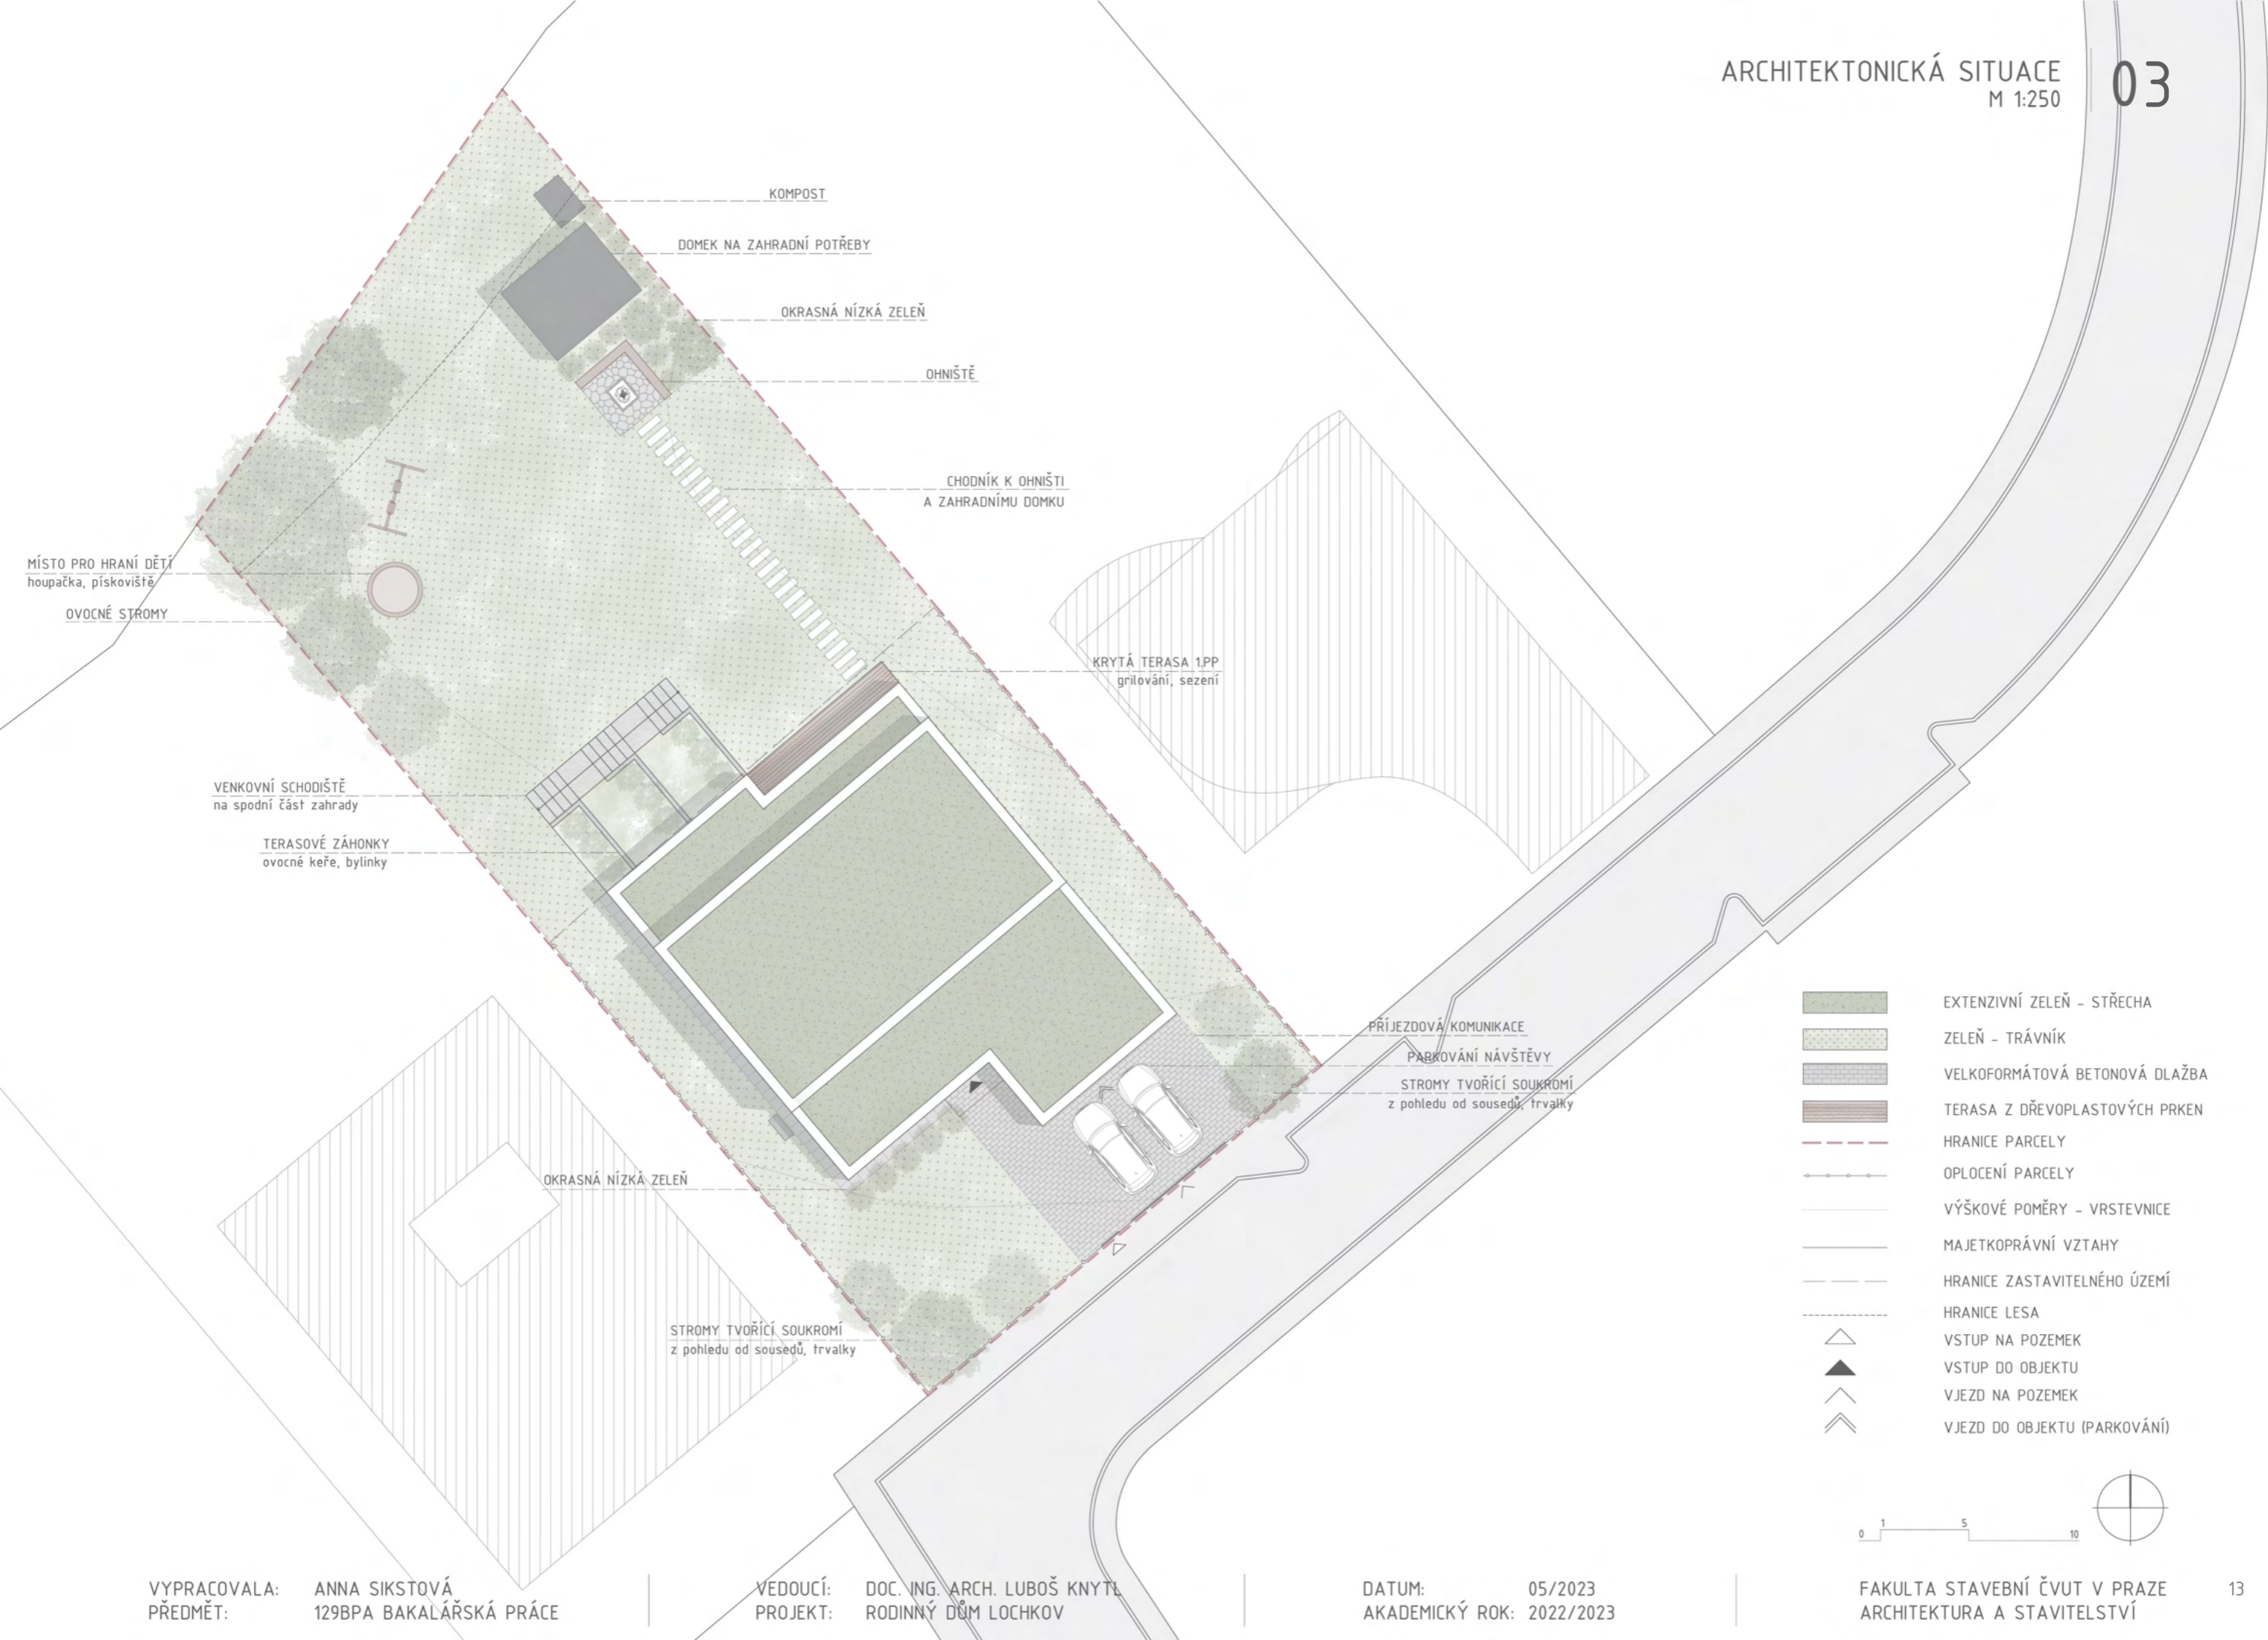 ARCHITEKTONICKÁ SITUACE
M 1:250
03
KOMPOST
DOMEK NA ZAHRADNÍ POTŘEBY
OKRASNÁ NÍZKÁ ZELEŇ
OHNIŠTĚ
CHODNÍK K OHNIŠTI
A ZAHRADNÍMU DOMKU
MÍSTO PRO HRANÍ DĚTÍ
houpačka, pískoviště
OVOCNÉ STROMY
KRYTÁ TERASA 1.PP
grilování, sezení
VENKOVNÍ SCHODIŠTĚ
na spodní část zahrady
TERASOVÉ ZÁHONKY
ovocné keře, bylinky
PŘÍJEZDOVÁ KOMUNIKACE
PARKOVÁNÍ NÁVŠTĚVY
STROMY TVOŘÍCÍ SOUKROMÍ
z pohledu od sousedů, trvalky
OKRASNÁ NÍZKÁ ZELEŇ
STROMY TVOŘÍCÍ SOUKROMÍ
z pohledu od sousedů, trvalky
EXTENZIVNÍ ZELEŇ - STŘECHA
ZELEŇ - TRÁVNÍK
VELKOFORMÁTOVÁ BETONOVÁ DLAŽBA
TERASA Z DŘEVOPLASTOVÝCH PRKEN
HRANICE PARCELY
OPLOCENÍ PARCELY
VÝŠKOVÉ POMĚRY - VRSTEVNICE
MAJETKOPRÁVNÍ VZTAHY
HRANICE ZASTAVITELNÉHO ÚZEMÍ
HRANICE LESA
VSTUP NA POZEMEK
VSTUP DO OBJEKTU
VJEZD NA POZEMEK
VJEZD DO OBJEKTU (PARKOVÁNÍ)
0 1 5 10
VYPRACOVALA: ANNA SIKSTOVÁ
PŘEDMĚT: 129BPA BAKALÁŘSKÁ PRÁCE
VEDOUCÍ: DOC. ING. ARCH. LUBOŠ KNYTL
PROJEKT: RODINNÝ DŮM LOCHKOV
DATUM: 05/2023
AKADEMICKÝ ROK: 2022/2023
FAKULTA STAVEBNÍ ČVUT V PRAZE
ARCHITEKTURA A STAVITELSTVÍ
13